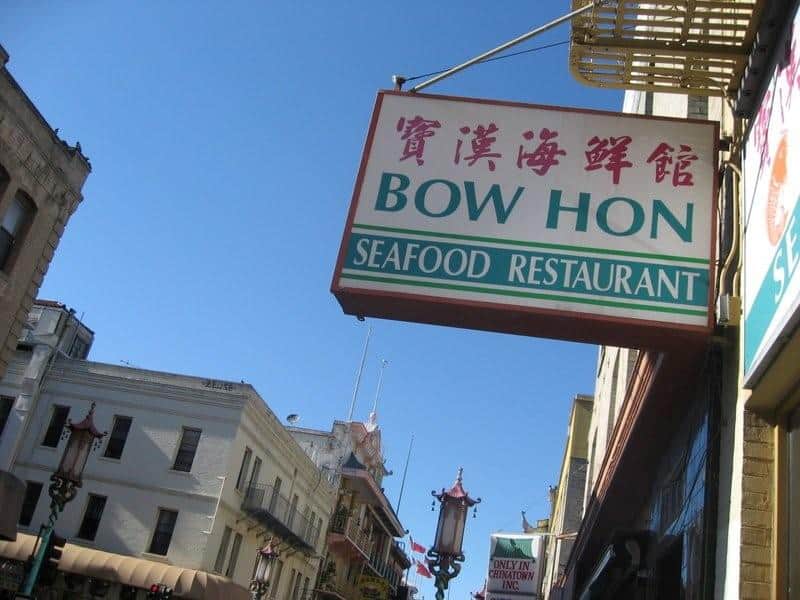 寶漢海鮮館
BOW HON
SEAFOOD RESTAURANT
ONLY IN
CHINATOWN
INC.